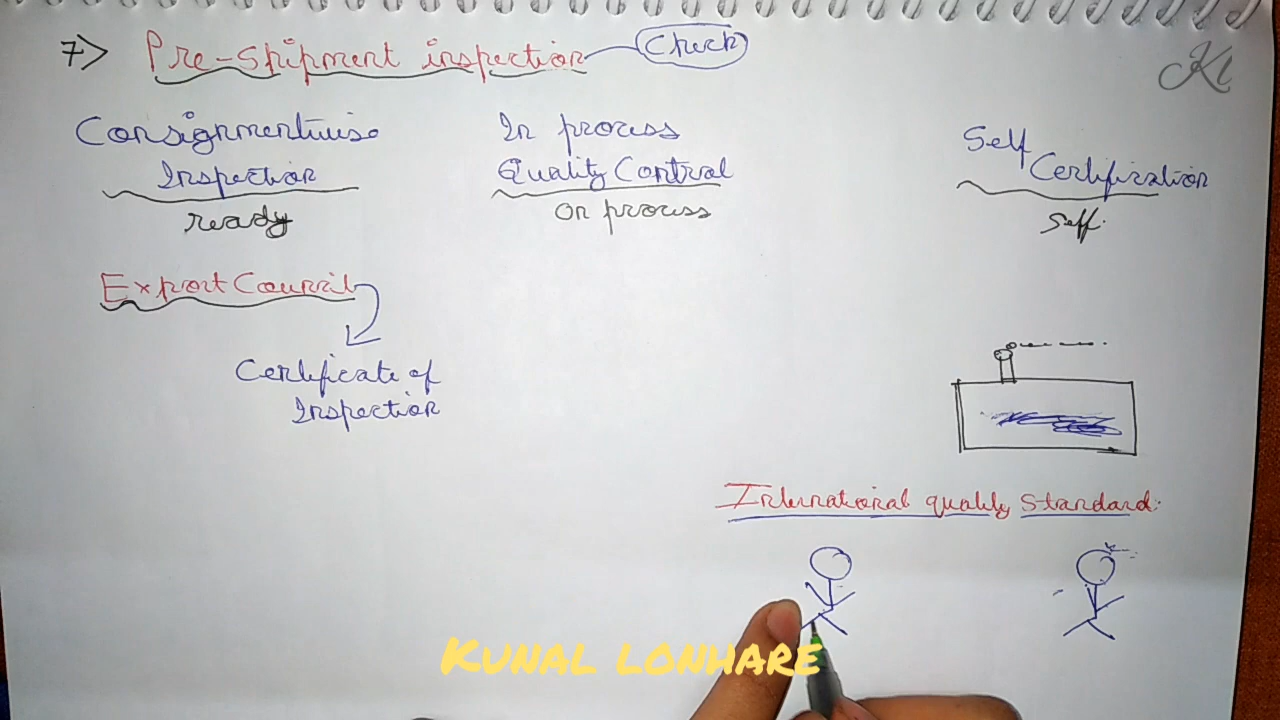 7> Pre-Shipment inspection — Check
Kl
Consignmentwise
Inspection
ready
In process
Quality Control
On process
Self
Certification
Self.
Export Council
Certificate of
Inspection
International quality Standard:
KUNAL LONHARE